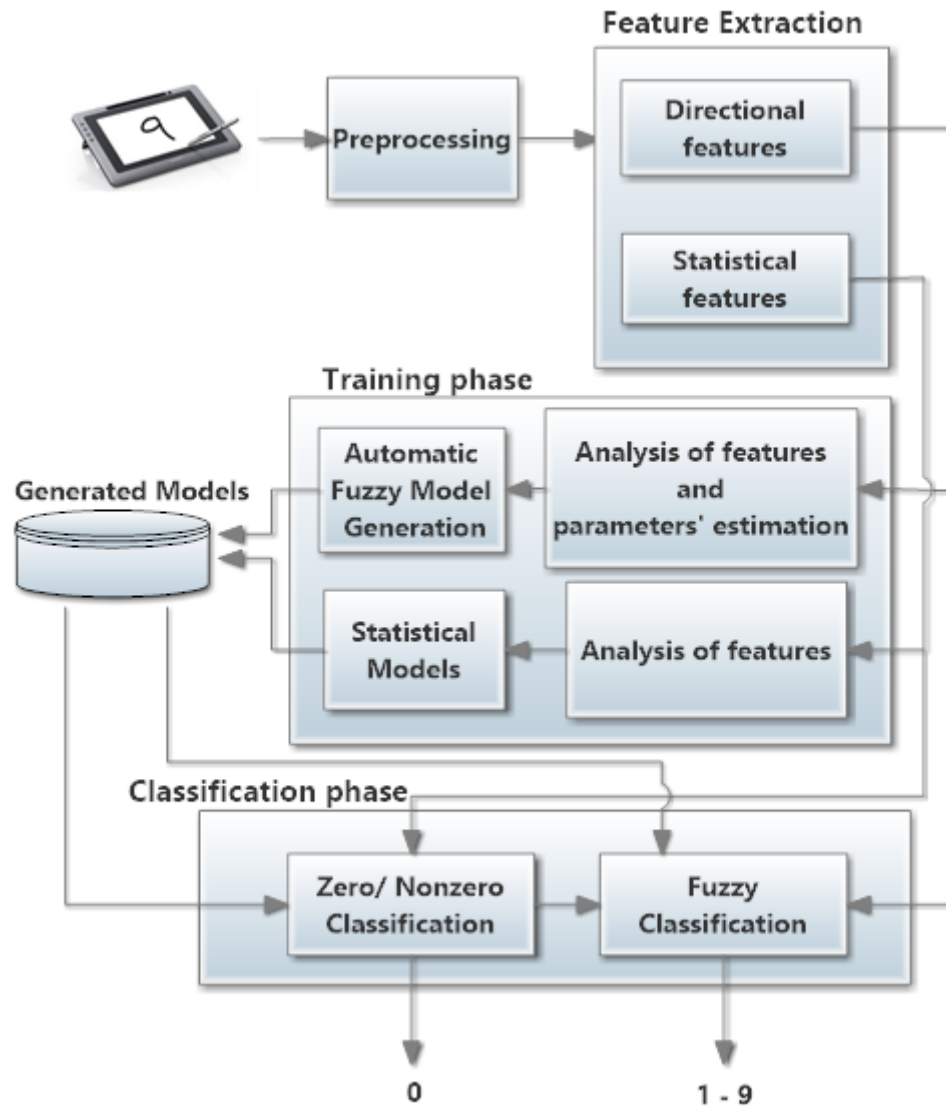 Feature Extraction
Directional
features
Preprocessing
Statistical
features
Training phase
Automatic
Fuzzy Model
Generation
Analysis of features
and
parameters' estimation
Generated Models
Statistical
Models
Analysis of features
Classification phase
Zero/ Nonzero
Classification
Fuzzy
Classification
0
1 - 9